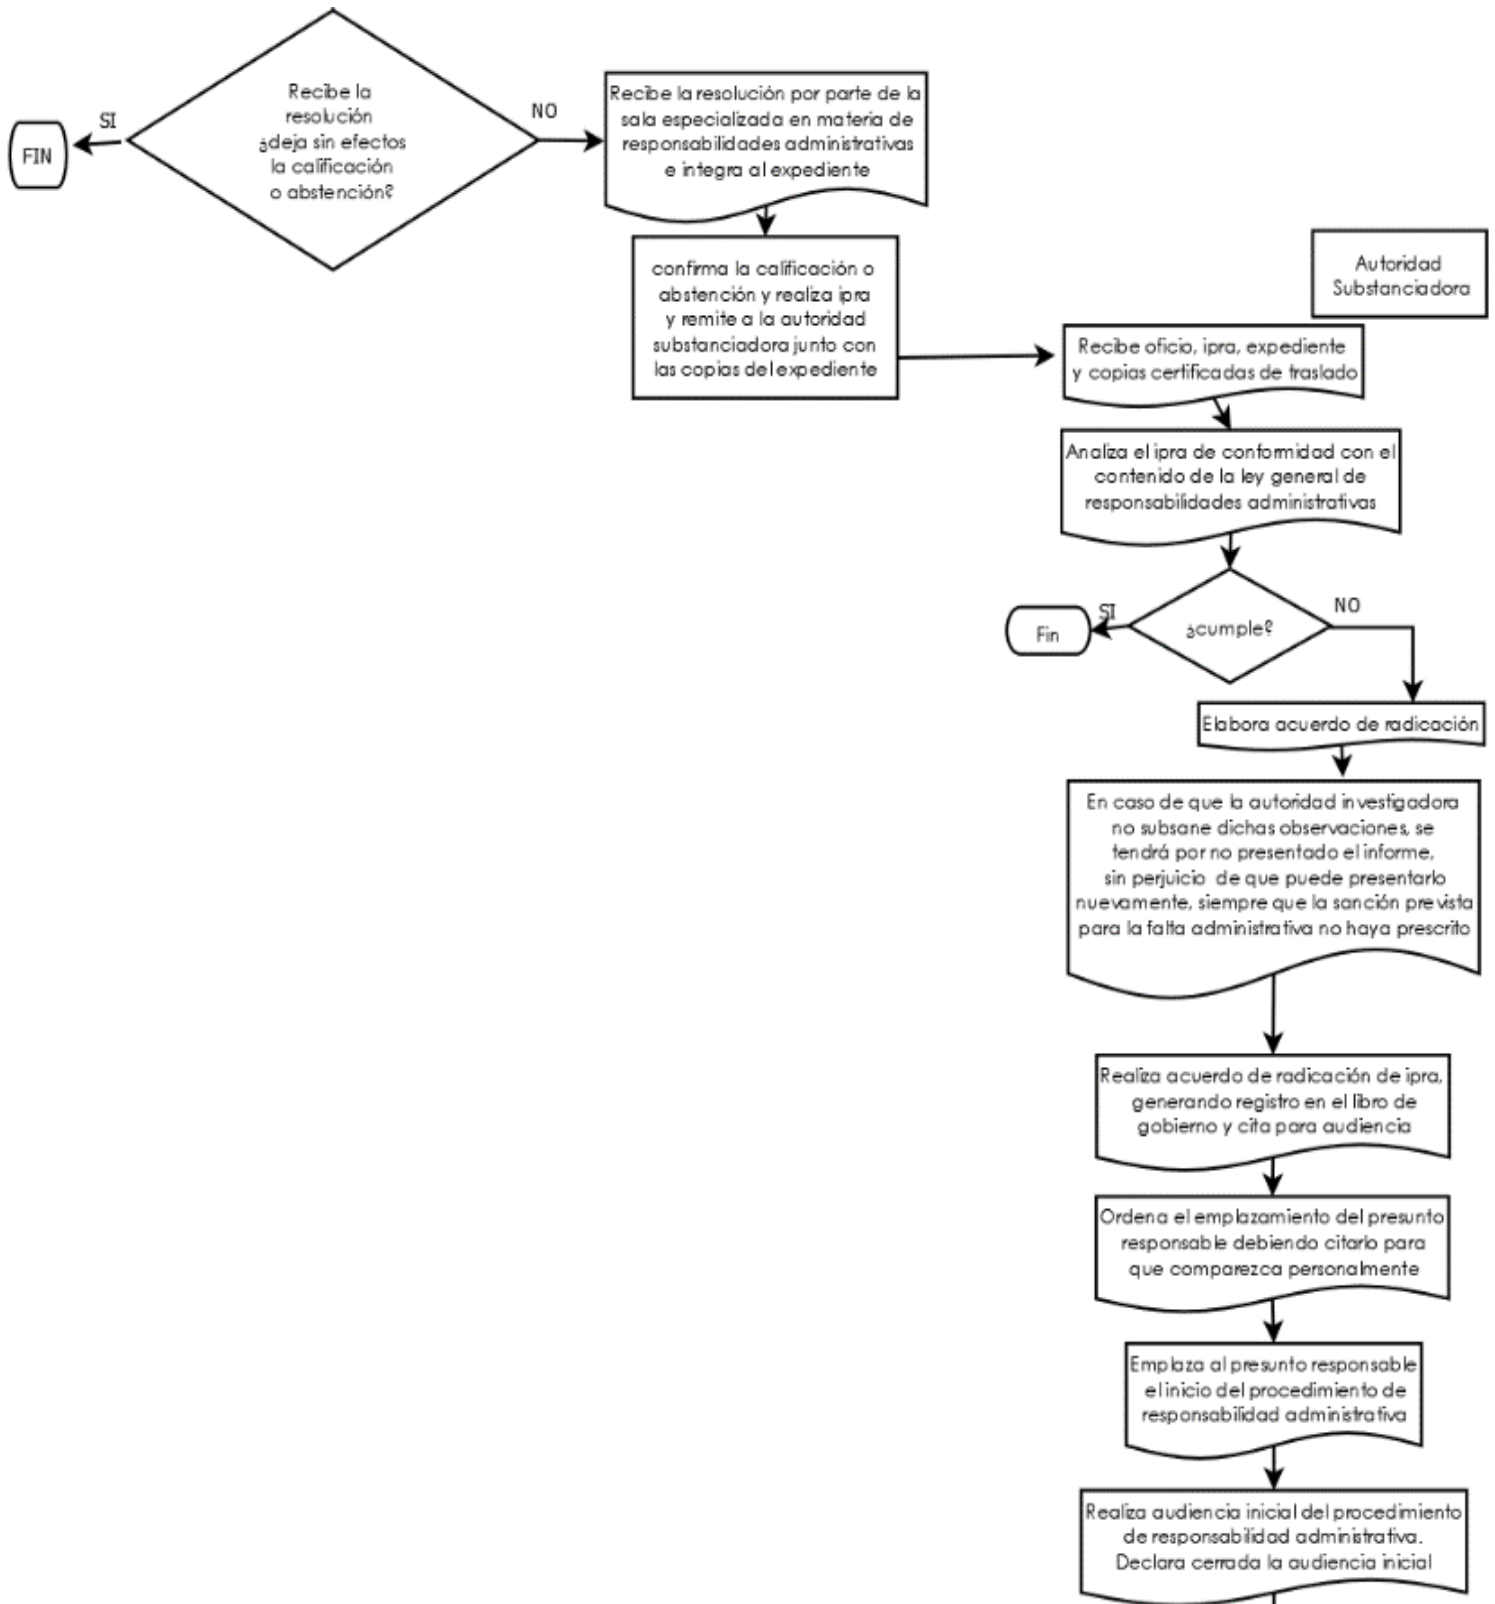 Recibe la
resolución
¿deja sin efectos
la calificación
o abstención?
SI
FIN
NO
Recibe la resolución por parte de la
sala especializada en materia de
responsabilidades administrativas
e integra al expediente
confirma la calificación o
abstención y realiza ipra
y remite a la autoridad
substanciadora junto con
las copias del expediente
Autoridad
Substanciadora
Recibe oficio, ipra, expediente
y copias certificadas de traslado
Analiza el ipra de conformidad con el
contenido de la ley general de
responsabilidades administrativas
¿cumple?
SI
Fin
NO
Elabora acuerdo de radicación
En caso de que la autoridad investigadora
no subsane dichas observaciones, se
tendrá por no presentado el informe,
sin perjuicio de que puede presentarlo
nuevamente, siempre que la sanción prevista
para la falta administrativa no haya prescrito
Realiza acuerdo de radicación de ipra,
generando registro en el libro de
gobierno y cita para audiencia
Ordena el emplazamiento del presunto
responsable debiendo citarlo para
que comparezca personalmente
Emplaza al presunto responsable
el inicio del procedimiento de
responsabilidad administrativa
Realiza audiencia inicial del procedimiento
de responsabilidad administrativa.
Declara cerrada la audiencia inicial